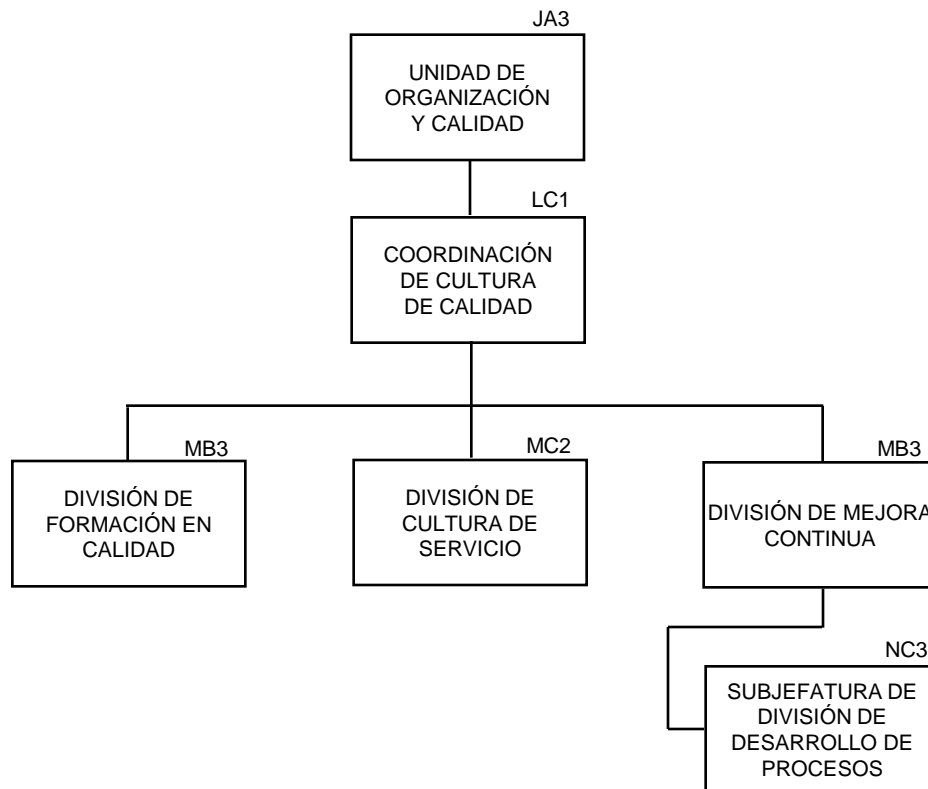 JA3
UNIDAD DE
ORGANIZACIÓN
Y CALIDAD
LC1
COORDINACIÓN
DE CULTURA
DE CALIDAD
MB3
DIVISIÓN DE
FORMACIÓN EN
CALIDAD
MC2
DIVISIÓN DE
CULTURA DE
SERVICIO
MB3
DIVISIÓN DE MEJORA
CONTINUA
NC3
SUBJEFATURA DE
DIVISIÓN DE
DESARROLLO DE
PROCESOS